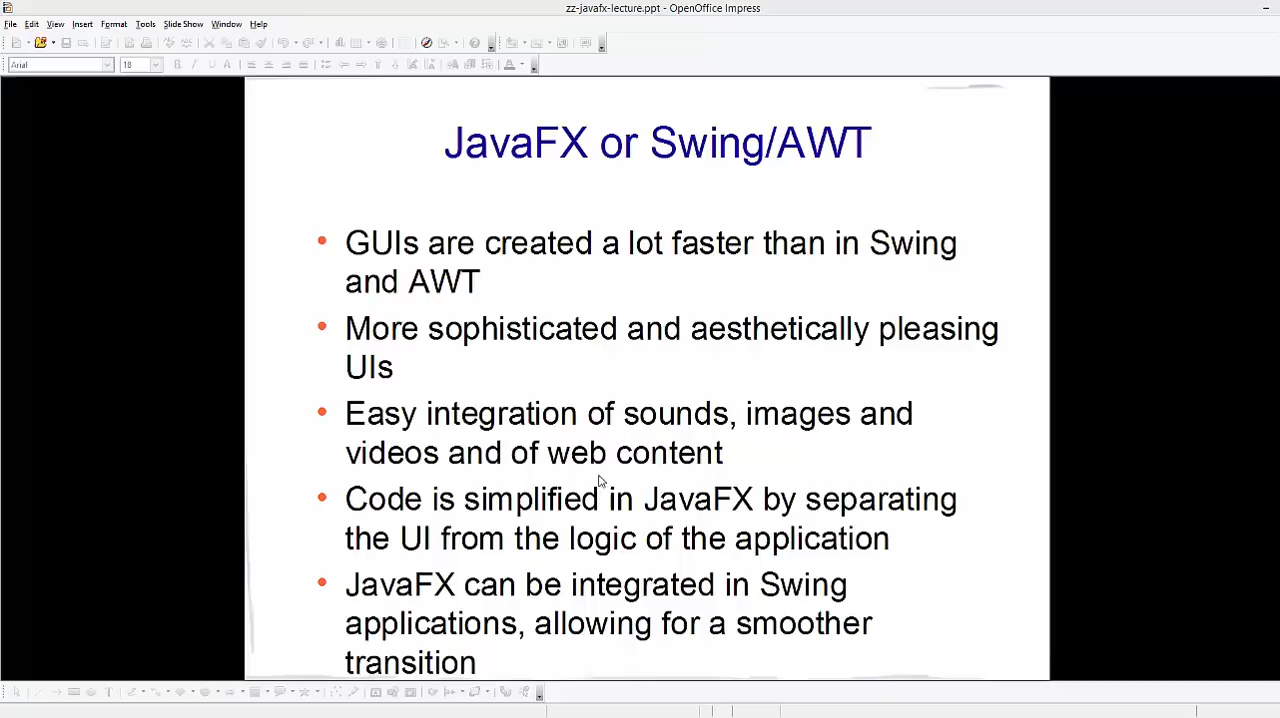 zz-javafx-lecture.ppt - OpenOffice Impress
File Edit View Insert Format Tools Slide Show Window Help
Arial 18
JavaFX or Swing/AWT
• GUIs are created a lot faster than in Swing
and AWT
• More sophisticated and aesthetically pleasing
UIs
• Easy integration of sounds, images and
videos and of web content
• Code is simplified in JavaFX by separating
the UI from the logic of the application
• JavaFX can be integrated in Swing
applications, allowing for a smoother
transition